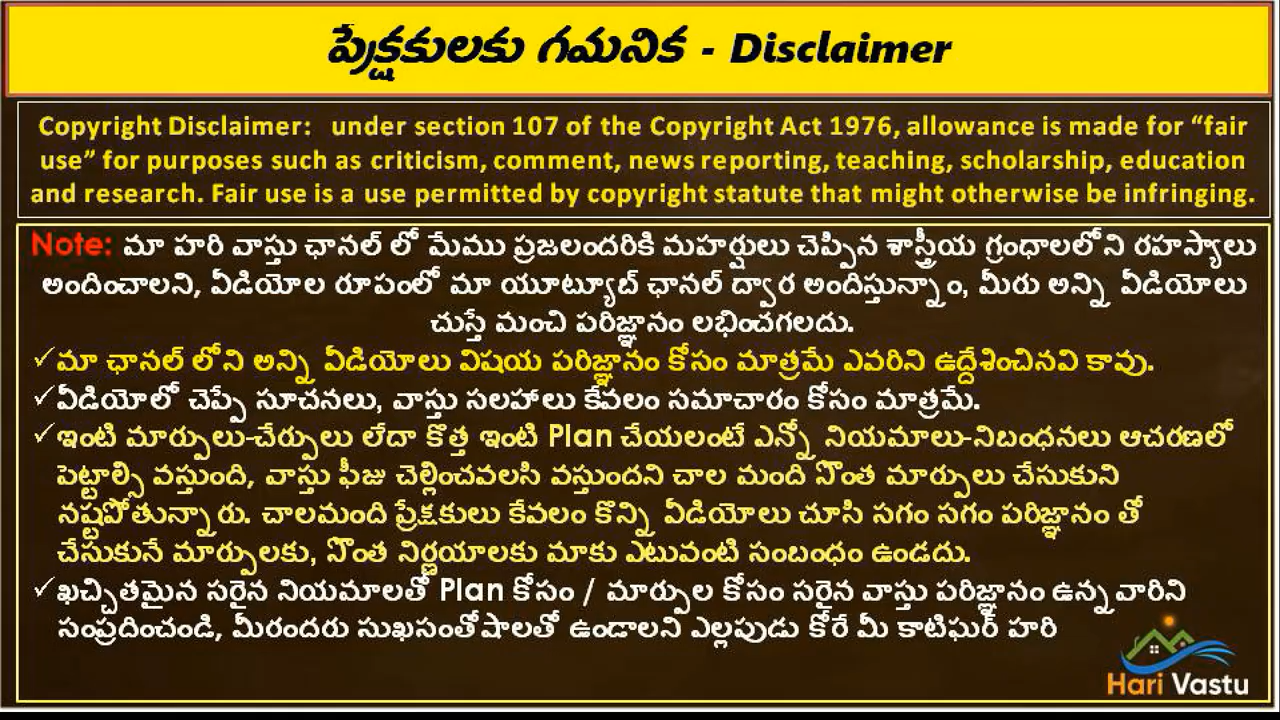 ప్రేక్షకులకు గమనిక - Disclaimer
Copyright Disclaimer: under section 107 of the Copyright Act 1976, allowance is made for “fair
use” for purposes such as criticism, comment, news reporting, teaching, scholarship, education
and research. Fair use is a use permitted by copyright statute that might otherwise be infringing.
Note: మా హరి వాస్తు ఛానల్ లో మేము ప్రజలందరికి మహర్షులు చెప్పిన శాస్త్రీయ గ్రంధాలలోని రహస్యాలు
అందించాలని, వీడియోల రూపంలో మా యూట్యూబ్ ఛానల్ ద్వార అందిస్తున్నాం, మీరు అన్ని వీడియోలు
చుస్తే మంచి పరిజ్ఞానం లభించగలదు.
✓మా ఛానల్ లోని అన్ని వీడియోలు విషయ పరిజ్ఞానం కోసం మాత్రమే ఎవరిని ఉద్దేశించినవి కావు.
✓వీడియోలో చెప్పే సూచనలు, వాస్తు సలహాలు కేవలం సమాచారం కోసం మాత్రమే.
✓ఇంటి మార్పులు-చేర్పులు లేదా కొత్త ఇంటి Plan చేయలంటే ఎన్నో నియమాలు-నిబంధనలు ఆచరణలో
పెట్టాల్సి వస్తుంది, వాస్తు ఫీజు చెల్లించవలసి వస్తుందని చాల మంది సొంత మార్పులు చేసుకుని
నష్టపోతున్నారు. చాలమంది ప్రేక్షకులు కేవలం కొన్ని వీడియోలు చూసి సగం సగం పరిజ్ఞానం తో
చేసుకునే మార్పులకు, సొంత నిర్ణయాలకు మాకు ఎటువంటి సంబంధం ఉండదు.
✓ఖచ్చితమైన సరైన నియమాలతో Plan కోసం / మార్పుల కోసం సరైన వాస్తు పరిజ్ఞానం ఉన్నవారిని
సంప్రదించండి, మీరందరు సుఖసంతోషాలతో ఉండాలని ఎల్లపుడు కోరే మీ కాటిఘర్ హరి
Hari Vastu